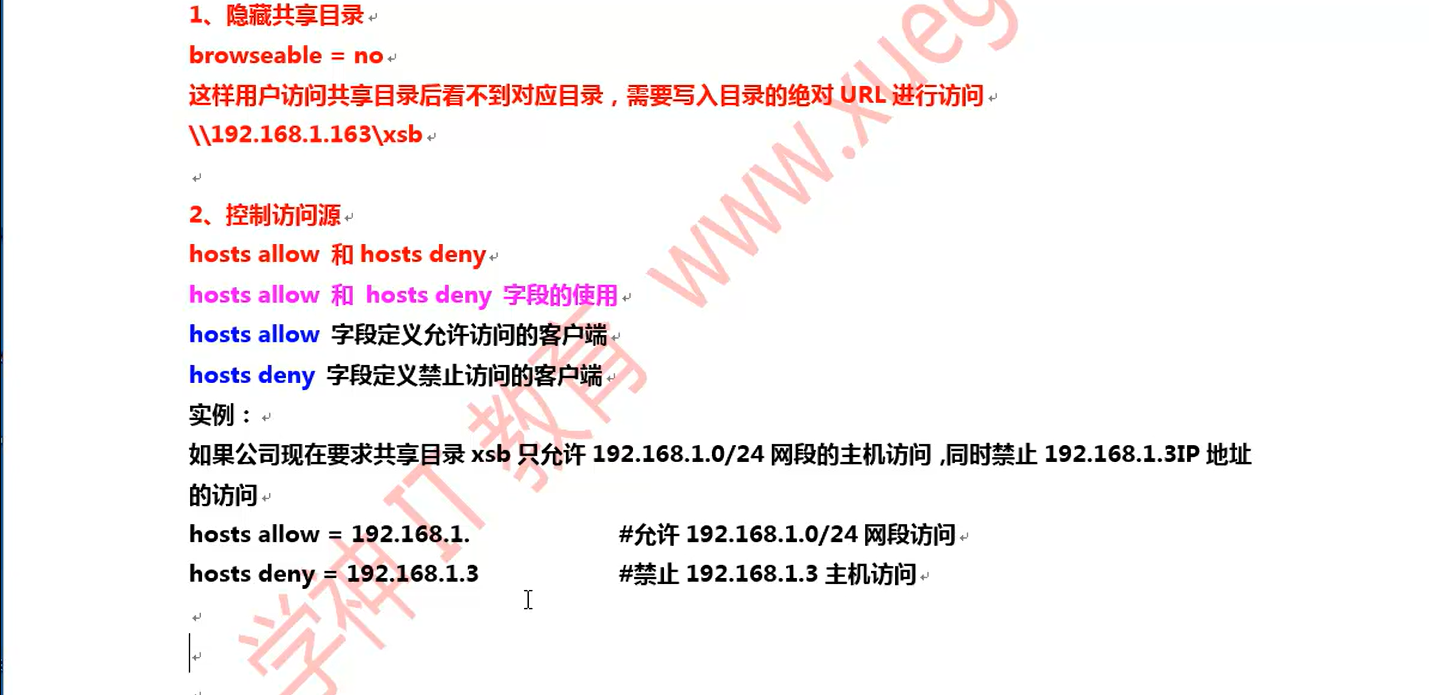 1、隐藏共享目录
browseable = no
这样用户访问共享目录后看不到对应目录，需要写入目录的绝对 URL 进行访问
\\192.168.1.163\xsb
2、控制访问源
hosts allow 和 hosts deny
hosts allow 和 hosts deny 字段的使用
hosts allow 字段定义允许访问的客户端
hosts deny 字段定义禁止访问的客户端
实例：
如果公司现在要求共享目录 xsb 只允许 192.168.1.0/24 网段的主机访问 ,同时禁止 192.168.1.3IP 地址
的访问
hosts allow = 192.168.1. #允许 192.168.1.0/24 网段访问
hosts deny = 192.168.1.3 #禁止 192.168.1.3 主机访问
学神 IT 教育 www.xueg